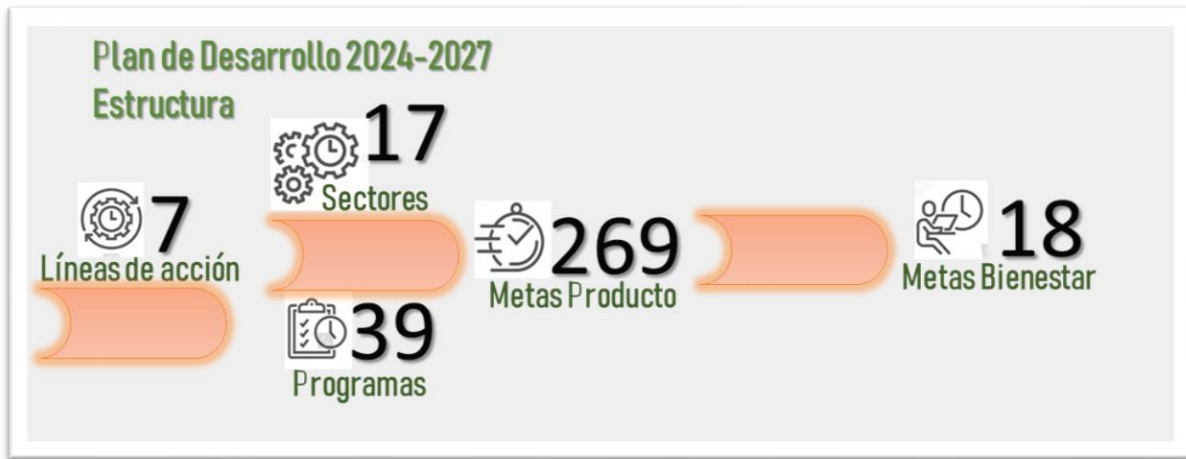 Plan de Desarrollo 2024-2027
Estructura
7
Líneas de acción
17
Sectores
39
Programas
269
Metas Producto
18
Metas Bienestar